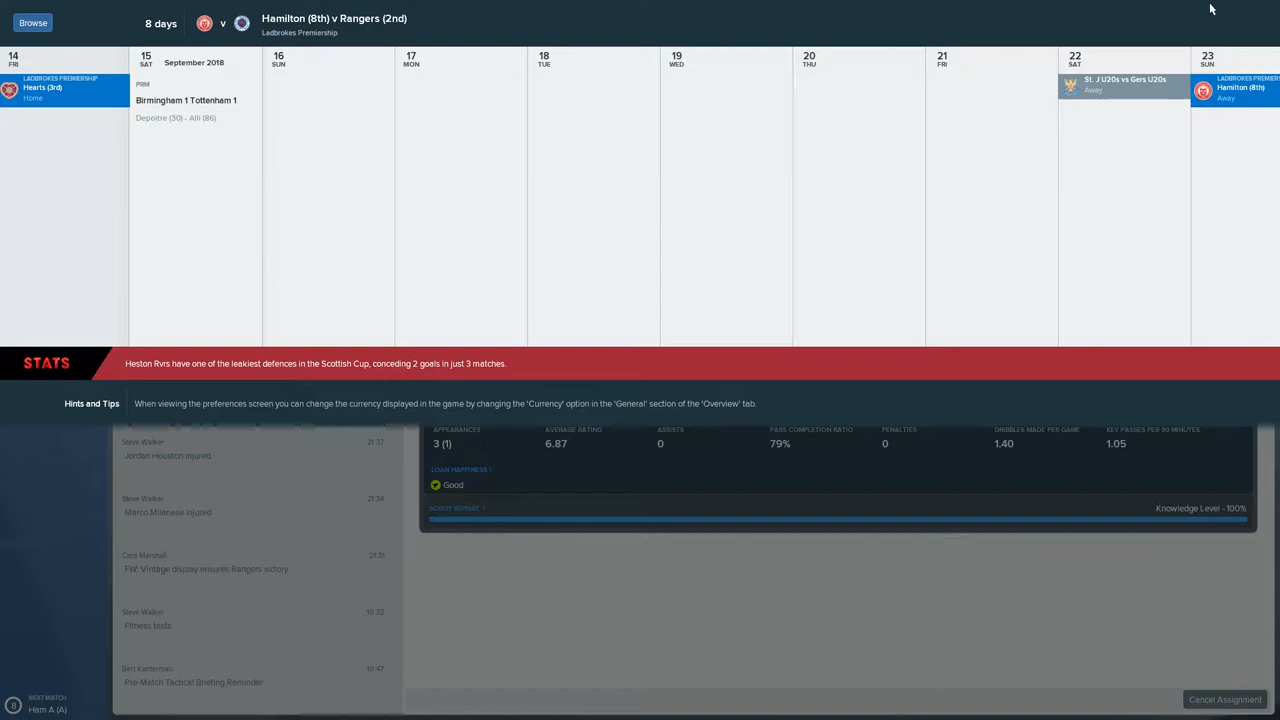 Browse
8 days
v
Hamilton (8th) v Rangers (2nd)
Ladbrokes Premiership
14
FRI
15
SAT
September 2018
16
SUN
17
MON
18
TUE
19
WED
20
THU
21
FRI
22
SAT
23
SUN
LADBROKES PREMIERSHIP
Hearts (3rd)
Home
PRM
Birmingham 1 Tottenham 1
Depoitre (30) - Alli (86)
St. J U20s vs Gers U20s
Away
LADBROKES PREMIERS
Hamilton (8th)
Away
STATS
Heston Rvrs have one of the leakiest defences in the Scottish Cup, conceding 2 goals in just 3 matches.
Hints and Tips
When viewing the preferences screen you can change the currency displayed in the game by changing the 'Currency' option in the 'General' section of the 'Overview' tab.
APPEARANCES
AVERAGE RATING
ASSISTS
PASS COMPLETION RATIO
PENALTIES
DRIBBLES MADE PER GAME
KEY PASSES PER 90 MINUTES
3 (1)
6.87
0
79%
0
1.40
1.05
LOAN HAPPINESS
Good
SCOUT REPORT
Knowledge Level - 100%
Steve Walker
21:37
Jordan Houston injured
Steve Walker
21:34
Marco Milanase injured
Cara Marshall
21:31
FW: Vintage display ensures Rangers victory
Steve Walker
Fitness tests
Bert Konterman
Pre-Match Tactical Briefing Reminder
8
NEXT MATCH
Ham A (A)
Cancel Assignment